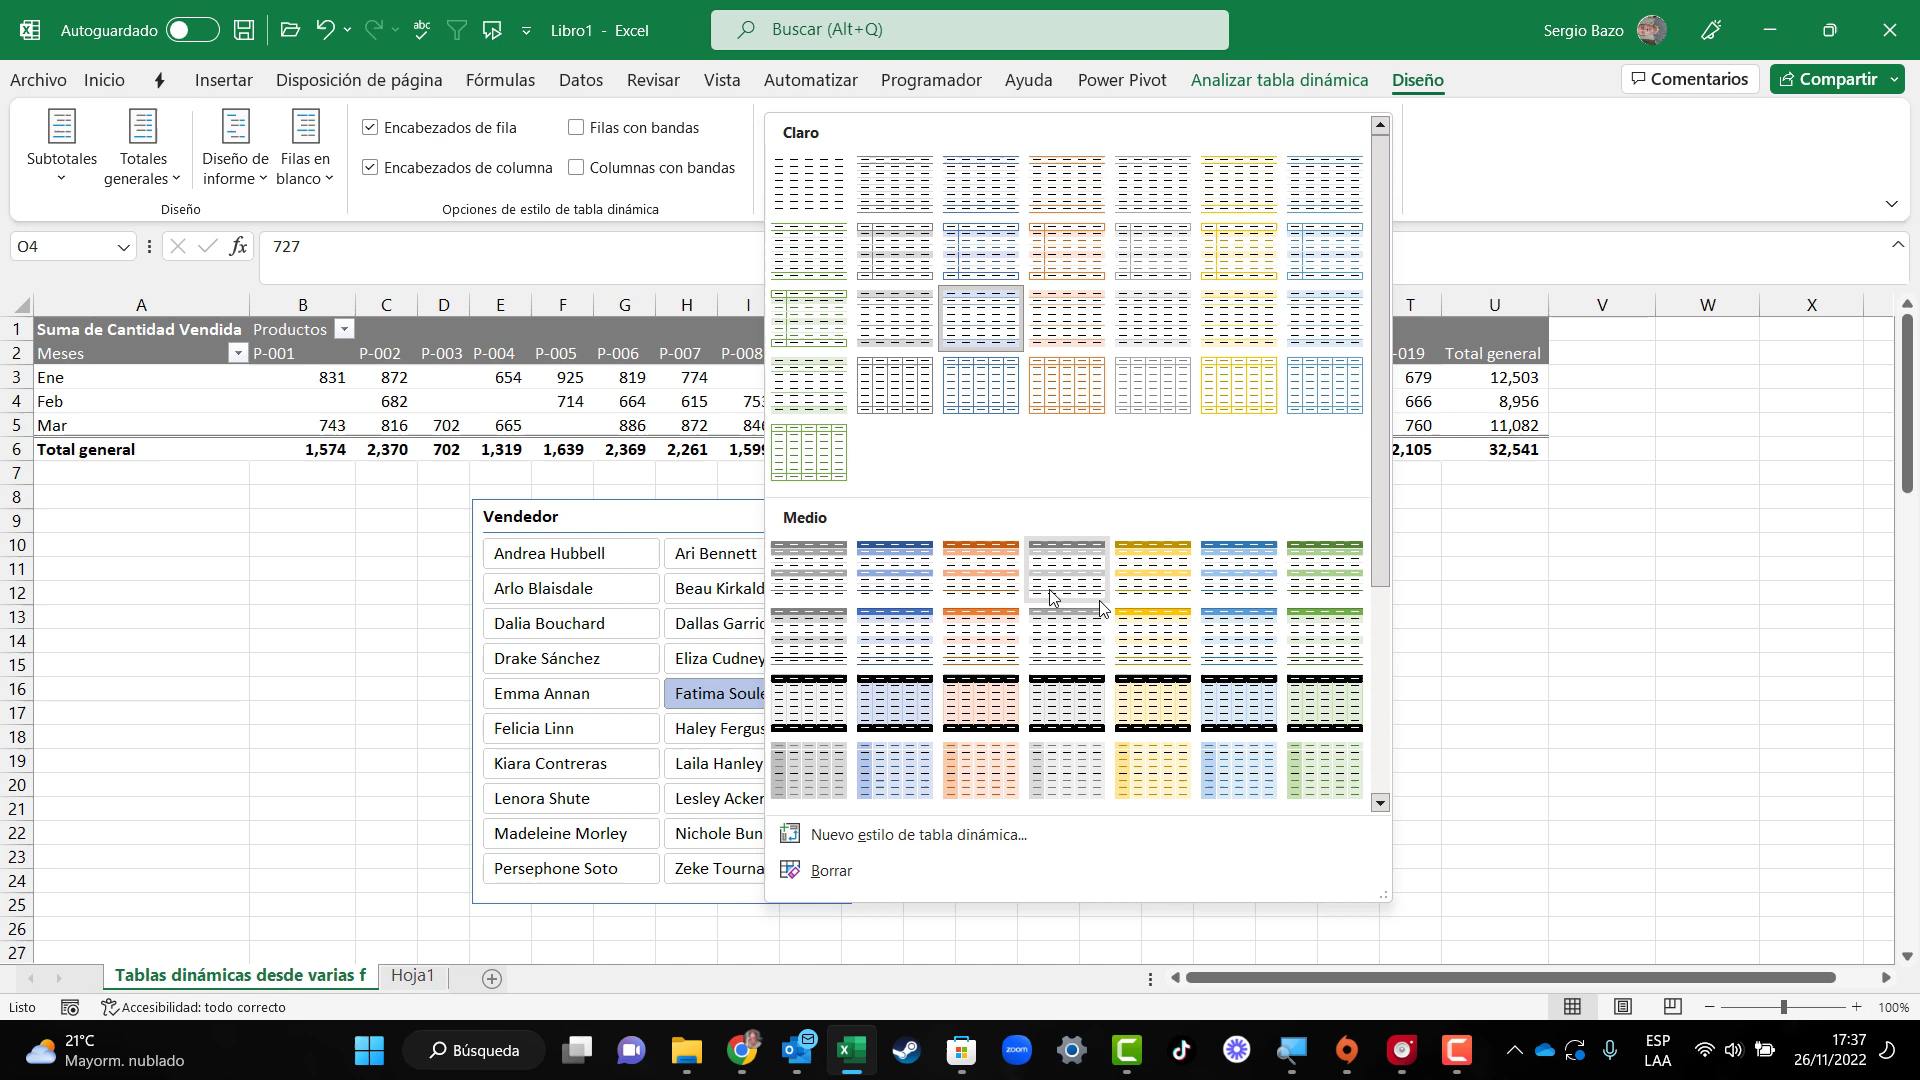 Autoguardado
abc
Libro1 - Excel
Buscar (Alt+Q)
Sergio Bazo
Archivo Inicio Insertar Disposición de página Fórmulas Datos Revisar Vista Automatizar Programador Ayuda Power Pivot Analizar tabla dinámica Diseño
Comentarios
Compartir
Subtotales
Totales generales
Diseño de informe
Filas en blanco
Diseño
Encabezados de fila
Filas con bandas
Encabezados de columna
Columnas con bandas
Opciones de estilo de tabla dinámica
O4
fx
727
A B C D E F G H I T U V W X
1 Suma de Cantidad Vendida Productos
2 Meses P-001 P-002 P-003 P-004 P-005 P-006 P-007 P-008 -019 Total general
3 Ene 831 872 654 925 819 774 679 12,503
4 Feb 682 714 664 615 753 666 8,956
5 Mar 743 816 702 665 886 872 846 760 11,082
6 Total general 1,574 2,370 702 1,319 1,639 2,369 2,261 1,599 2,105 32,541
7
8
9
10
11
12
13
14
15
16
17
18
19
20
21
22
23
24
25
26
27
Vendedor
Andrea Hubbell Ari Bennett
Arlo Blaisdale Beau Kirkald
Dalia Bouchard Dallas Garric
Drake Sánchez Eliza Cudney
Emma Annan Fatima Soule
Felicia Linn Haley Fergus
Kiara Contreras Laila Hanley
Lenora Shute Lesley Acker
Madeleine Morley Nichole Bun
Persephone Soto Zeke Tourna
Claro
Medio
Nuevo estilo de tabla dinámica...
Borrar
Tablas dinámicas desde varias f
Hoja1
Listo
Accesibilidad: todo correcto
100%
21°C
Mayorm. nublado
Búsqueda
zoom
ESP
LAA
17:37
26/11/2022